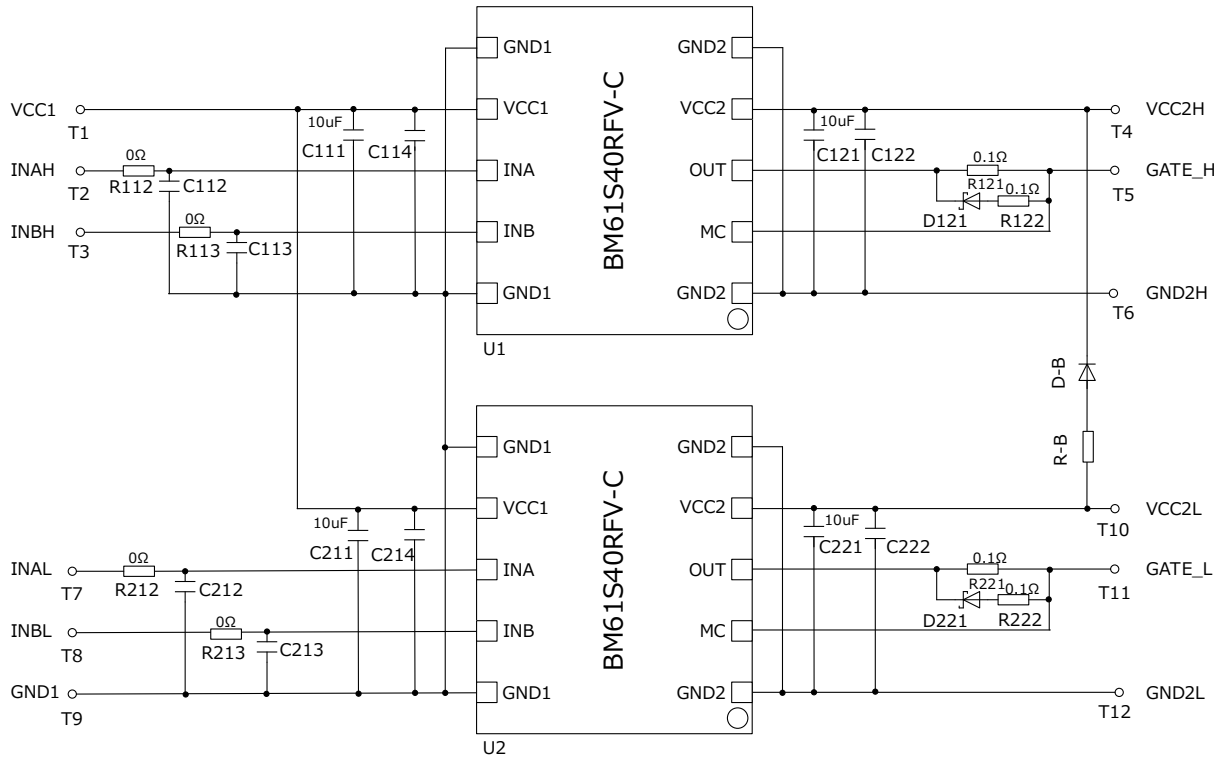 GND1
GND2
VCC1
T1
10uF
C111
C114
VCC1
VCC2
10uF
C121
C122
VCC2H
T4
INAH
T2
0Ω
R112
C112
INA
OUT
0.1Ω
R121
GATE_H
T5
0.1Ω
D121
R122
INBH
T3
0Ω
R113
C113
INB
MC
GND1
GND2
GND2H
T6
BM61S40RFV-C
U1
D-B
R-B
GND1
GND2
VCC1
VCC2
10uF
C211
C214
10uF
C221
C222
VCC2L
T10
INAL
T7
0Ω
R212
C212
INA
OUT
0.1Ω
R221
GATE_L
T11
0.1Ω
D221
R222
INBL
T8
0Ω
R213
C213
INB
MC
GND1
T9
GND1
GND2
GND2L
T12
BM61S40RFV-C
U2